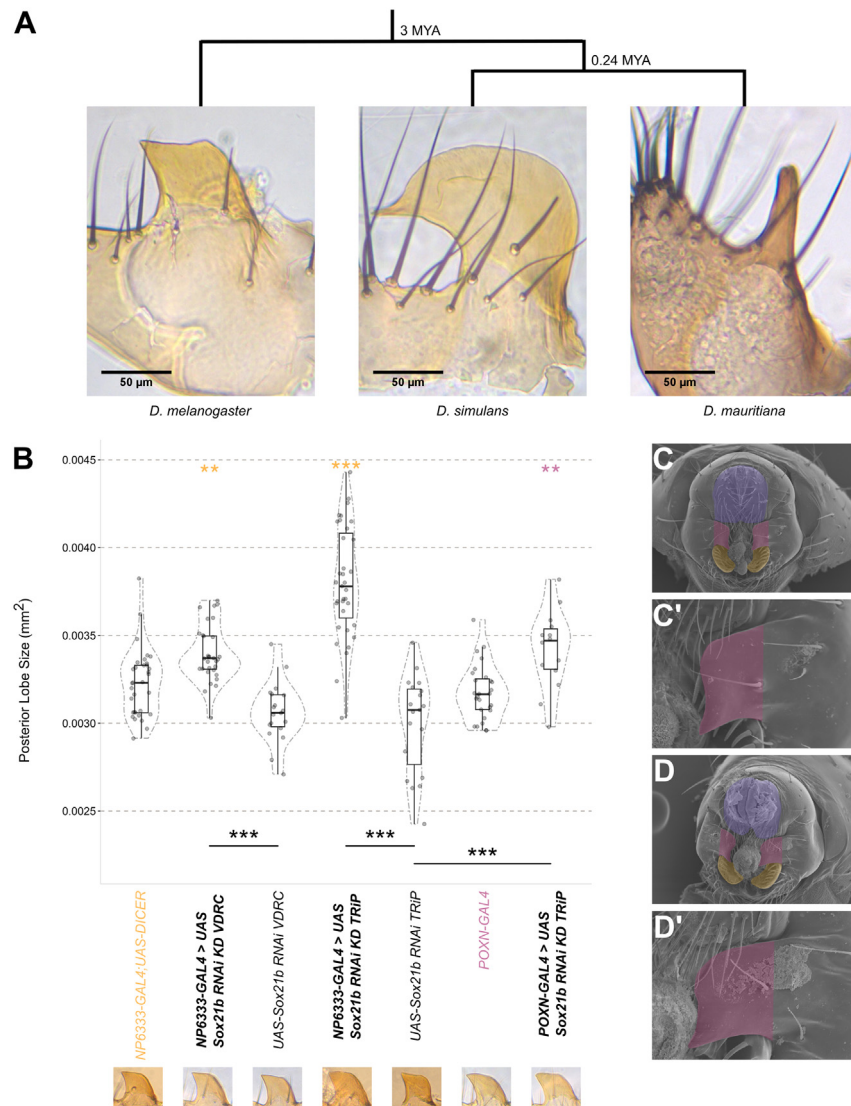 A
3 MYA
0.24 MYA
50 µm
50 µm
50 µm
D. melanogaster
D. simulans
D. mauritiana
B
Posterior Lobe Size (mm²)
0.0045
0.0040
0.0035
0.0030
0.0025
**
***
**
***
***
***
NP6333-GAL4;UAS-DICER
NP6333-GAL4 > UAS
Sox21b RNAi KD VDRC
UAS-Sox21b RNAi VDRC
NP6333-GAL4 > UAS
Sox21b RNAi KD TRiP
UAS-Sox21b RNAi TRiP
POXN-GAL4
POXN-GAL4 > UAS
Sox21b RNAi KD TRiP
C
C'
D
D'